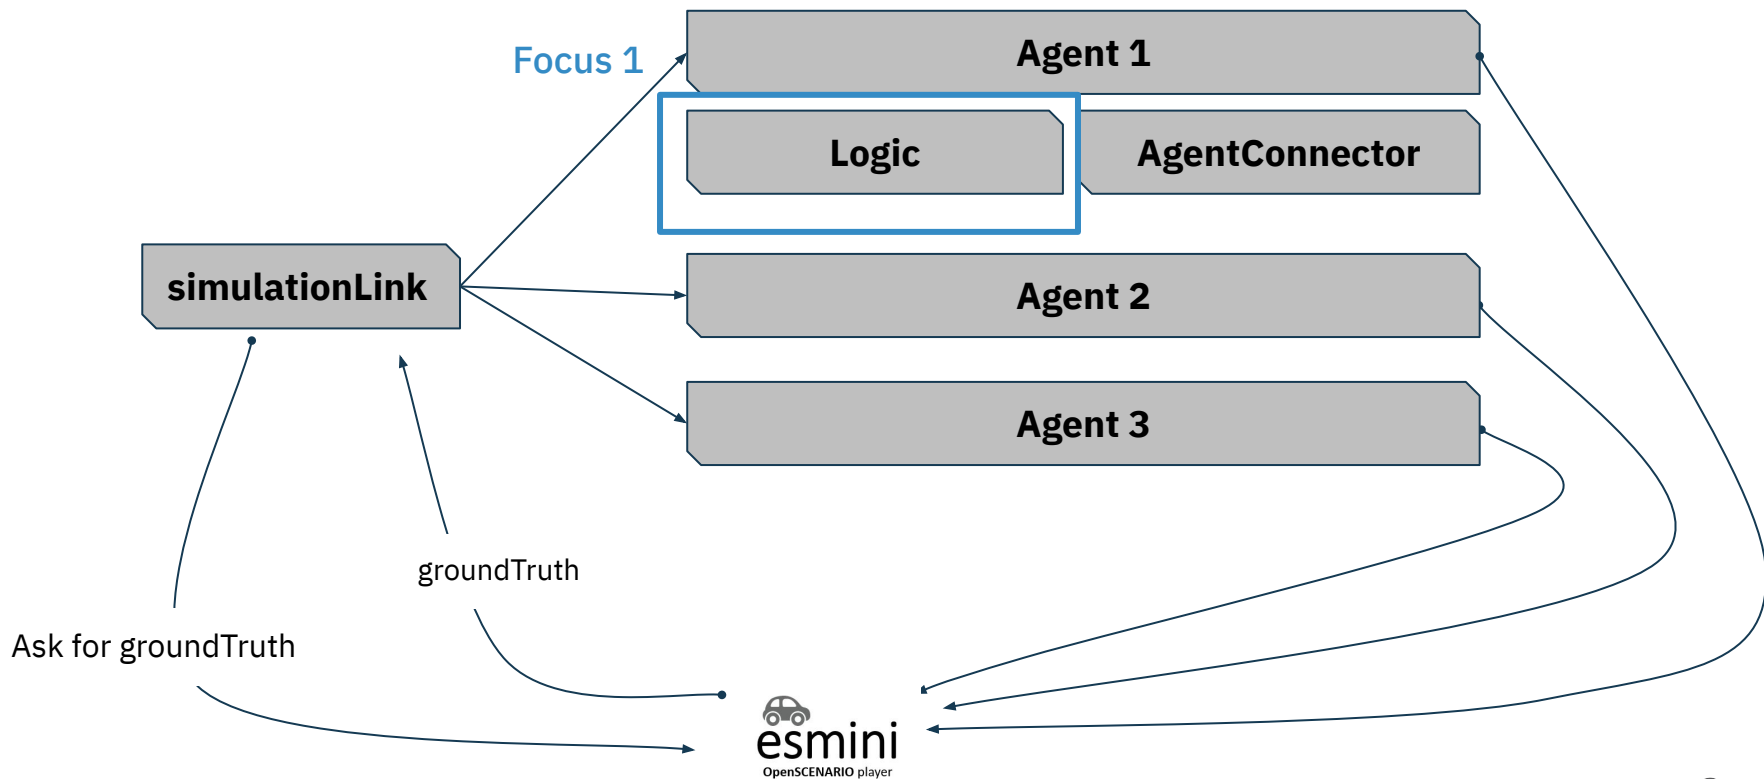 Focus 1
Agent 1
Logic
AgentConnector
simulationLink
Agent 2
Agent 3
groundTruth
Ask for groundTruth
esmini
OpenSCENARIO player